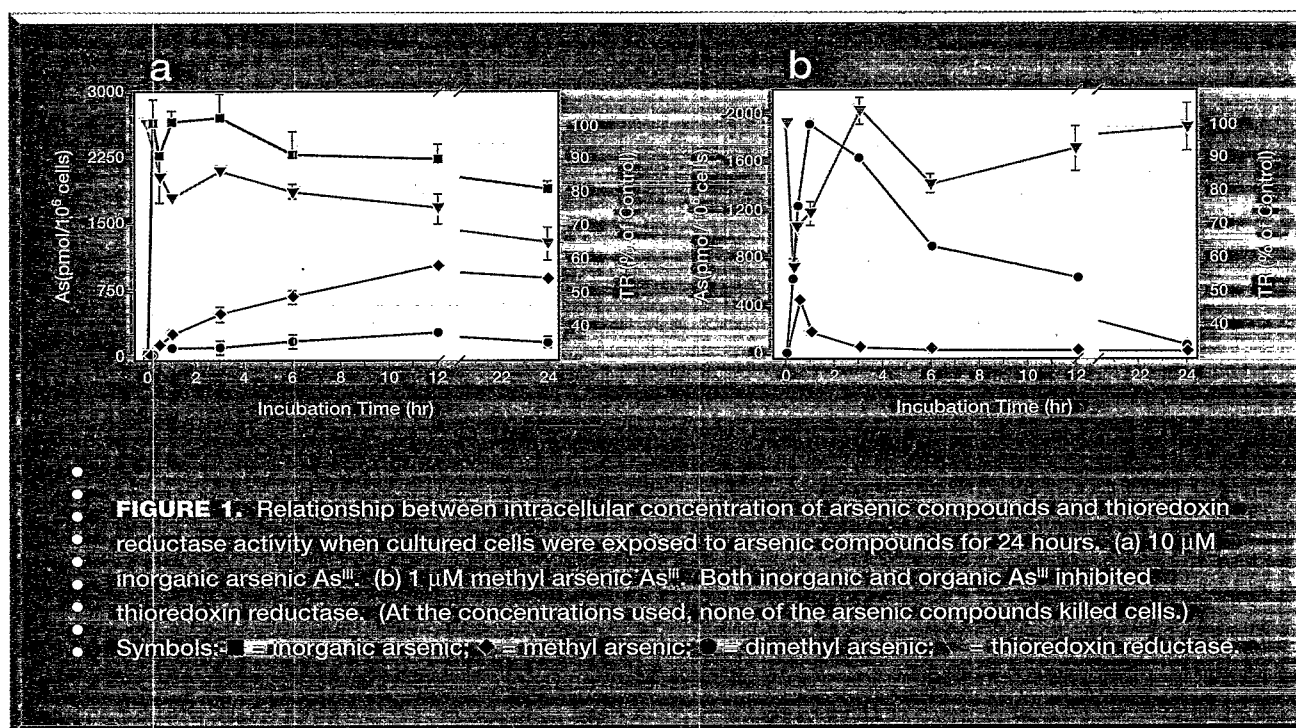 a
3000
2250
1500
750
0
As(pmol/10⁶ cells)
100
90
80
70
60
50
40
TR (% of Control)
0 2 4 6 8 10 12 24
Incubation Time (hr)
b
2000
1600
1200
800
400
0
As(pmol/10⁶ cells)
100
90
80
70
60
50
40
TR (% of Control)
0 2 4 6 8 10 12 24
Incubation Time (hr)
FIGURE 1. Relationship between intracellular concentration of arsenic compounds and thioredoxin
reductase activity when cultured cells were exposed to arsenic compounds for 24 hours. (a) 10 µM
inorganic arsenic Asᴵᴵᴵ. (b) 1 µM methyl arsenic Asᴵᴵᴵ. Both inorganic and organic Asᴵᴵᴵ inhibited
thioredoxin reductase. (At the concentrations used, none of the arsenic compounds killed cells.)
Symbols: ■ = inorganic arsenic; ◆ = methyl arsenic; ● = dimethyl arsenic; ▼ = thioredoxin reductase.